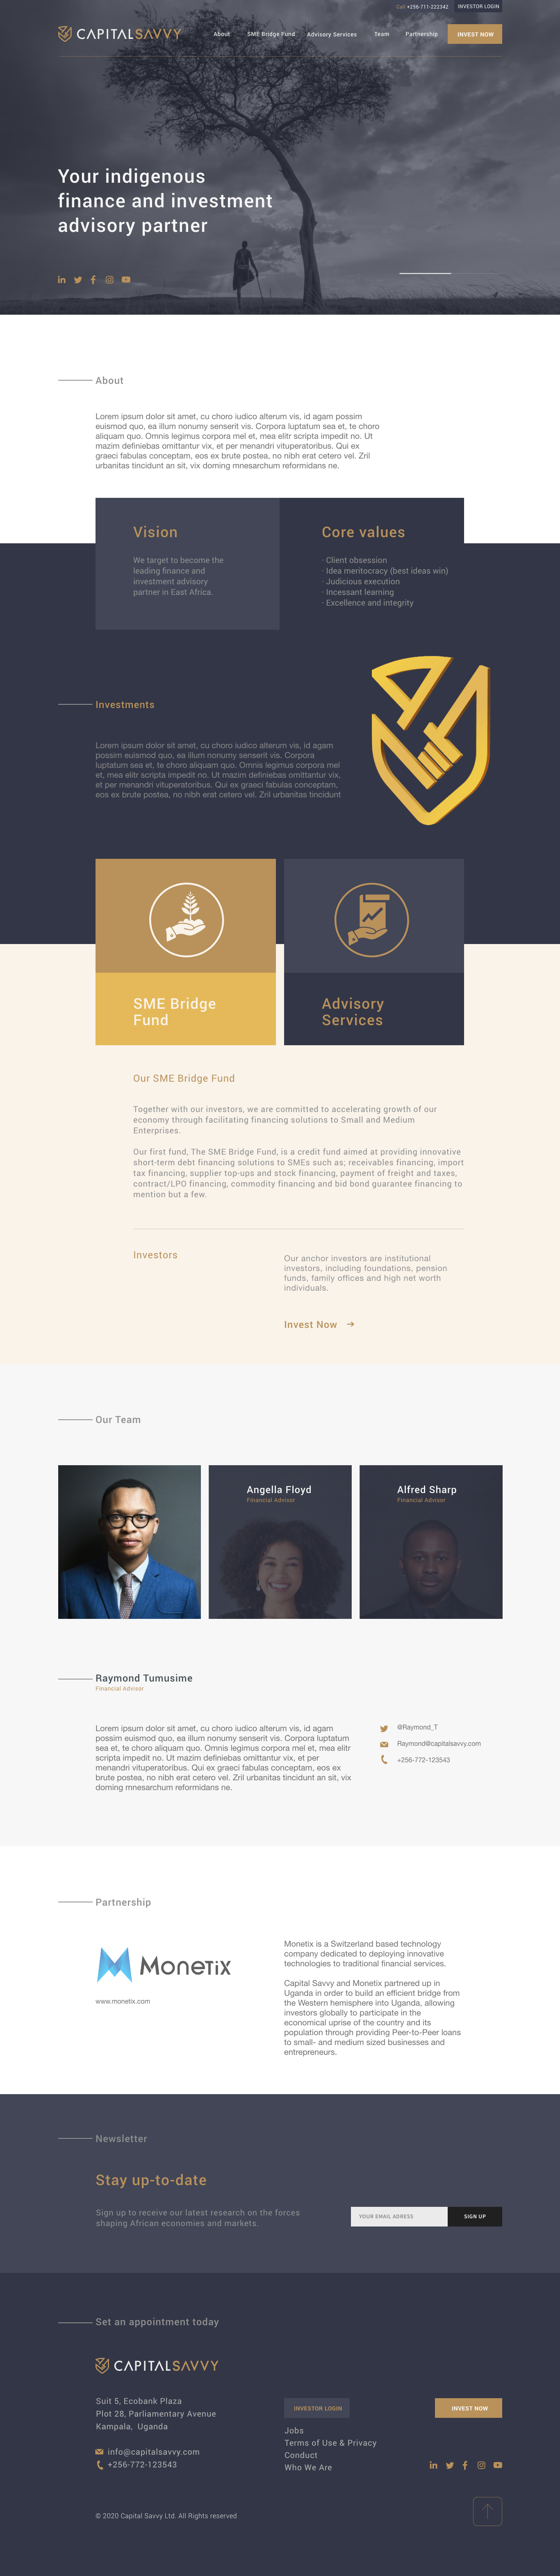 Call +256-711-222342
INVESTOR LOGIN
CAPITALSAVVY
About
SME Bridge Fund
Advisory Services
Team
Partnership
INVEST NOW
Your indigenous
finance and investment
advisory partner
About
Lorem ipsum dolor sit amet, cu choro iudico alterum vis, id agam possim
euismod quo, ea illum nonumy senserit vis. Corpora luptatum sea et, te choro
aliquam quo. Omnis legimus corpora mel et, mea elitr scripta impedit no. Ut
mazim definiebas omittantur vix, et per menandri vituperatoribus. Qui ex
graeci fabulas conceptam, eos ex brute postea, no nibh erat cetero vel. Zril
urbanitas tincidunt an sit, vix doming mnesarchum reformidans ne.
Vision
We target to become the
leading finance and
investment advisory
partner in East Africa.
Core values
· Client obsession
· Idea meritocracy (best ideas win)
· Judicious execution
· Incessant learning
· Excellence and integrity
Investments
Lorem ipsum dolor sit amet, cu choro iudico alterum vis, id agam
possim euismod quo, ea illum nonumy senserit vis. Corpora
luptatum sea et, te choro aliquam quo. Omnis legimus corpora mel
et, mea elitr scripta impedit no. Ut mazim definiebas omittantur vix,
et per menandri vituperatoribus. Qui ex graeci fabulas conceptam,
eos ex brute postea, no nibh erat cetero vel. Zril urbanitas tincidunt
SME Bridge
Fund
Advisory
Services
Our SME Bridge Fund
Together with our investors, we are committed to accelerating growth of our
economy through facilitating financing solutions to Small and Medium
Enterprises.
Our first fund, The SME Bridge Fund, is a credit fund aimed at providing innovative
short-term debt financing solutions to SMEs such as; receivables financing, import
tax financing, supplier top-ups and stock financing, payment of freight and taxes,
contract/LPO financing, commodity financing and bid bond guarantee financing to
mention but a few.
Investors
Our anchor investors are institutional
investors, including foundations, pension
funds, family offices and high net worth
individuals.
Invest Now
Our Team
Angella Floyd
Financial Advisor
Alfred Sharp
Financial Advisor
Raymond Tumusime
Financial Advisor
Lorem ipsum dolor sit amet, cu choro iudico alterum vis, id agam
possim euismod quo, ea illum nonumy senserit vis. Corpora luptatum
sea et, te choro aliquam quo. Omnis legimus corpora mel et, mea elitr
scripta impedit no. Ut mazim definiebas omittantur vix, et per
menandri vituperatoribus. Qui ex graeci fabulas conceptam, eos ex
brute postea, no nibh erat cetero vel. Zril urbanitas tincidunt an sit, vix
doming mnesarchum reformidans ne.
@Raymond_T
Raymond@capitalsavvy.com
+256-772-123543
Partnership
Monetix
www.monetix.com
Monetix is a Switzerland based technology
company dedicated to deploying innovative
technologies to traditional financial services.
Capital Savvy and Monetix partnered up in
Uganda in order to build an efficient bridge from
the Western hemisphere into Uganda, allowing
investors globally to participate in the
economical uprise of the country and its
population through providing Peer-to-Peer loans
to small- and medium sized businesses and
entrepreneurs.
Newsletter
Stay up-to-date
Sign up to receive our latest research on the forces
shaping African economies and markets.
YOUR EMAIL ADRESS
SIGN UP
Set an appointment today
CAPITALSAVVY
Suit 5, Ecobank Plaza
Plot 28, Parliamentary Avenue
Kampala, Uganda
info@capitalsavvy.com
+256-772-123543
INVESTOR LOGIN
Jobs
Terms of Use & Privacy
Conduct
Who We Are
INVEST NOW
© 2020 Capital Savvy Ltd. All Rights reserved